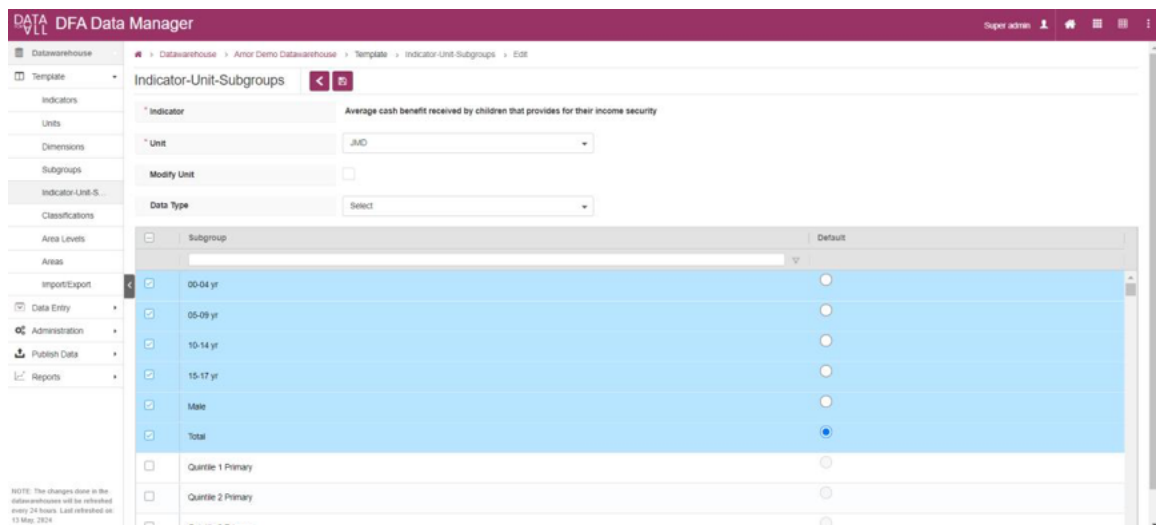 DATA FOR ALL DFA Data Manager
Super admin
Datawarehouse
> Datawarehouse > Amor Demo Datawarehouse > Template > Indicator-Unit-Subgroups > Edit
Template
Indicator-Unit-Subgroups
Indicators
* Indicator Average cash benefit received by children that provides for their income security
Units
* Unit JMD
Dimensions
Subgroups
Modify Unit
Indicator-Unit-S...
Data Type Select
Classifications
Area Levels
Subgroup Default
Areas
Import/Export
00-04 yr
Data Entry
05-09 yr
Administration
10-14 yr
Publish Data
Reports
15-17 yr
Male
Total
Quintile 1 Primary
Quintile 2 Primary
NOTE: The changes done in the
datawarehouses will be refreshed
every 24 hours. Last refreshed on:
13 May, 2024